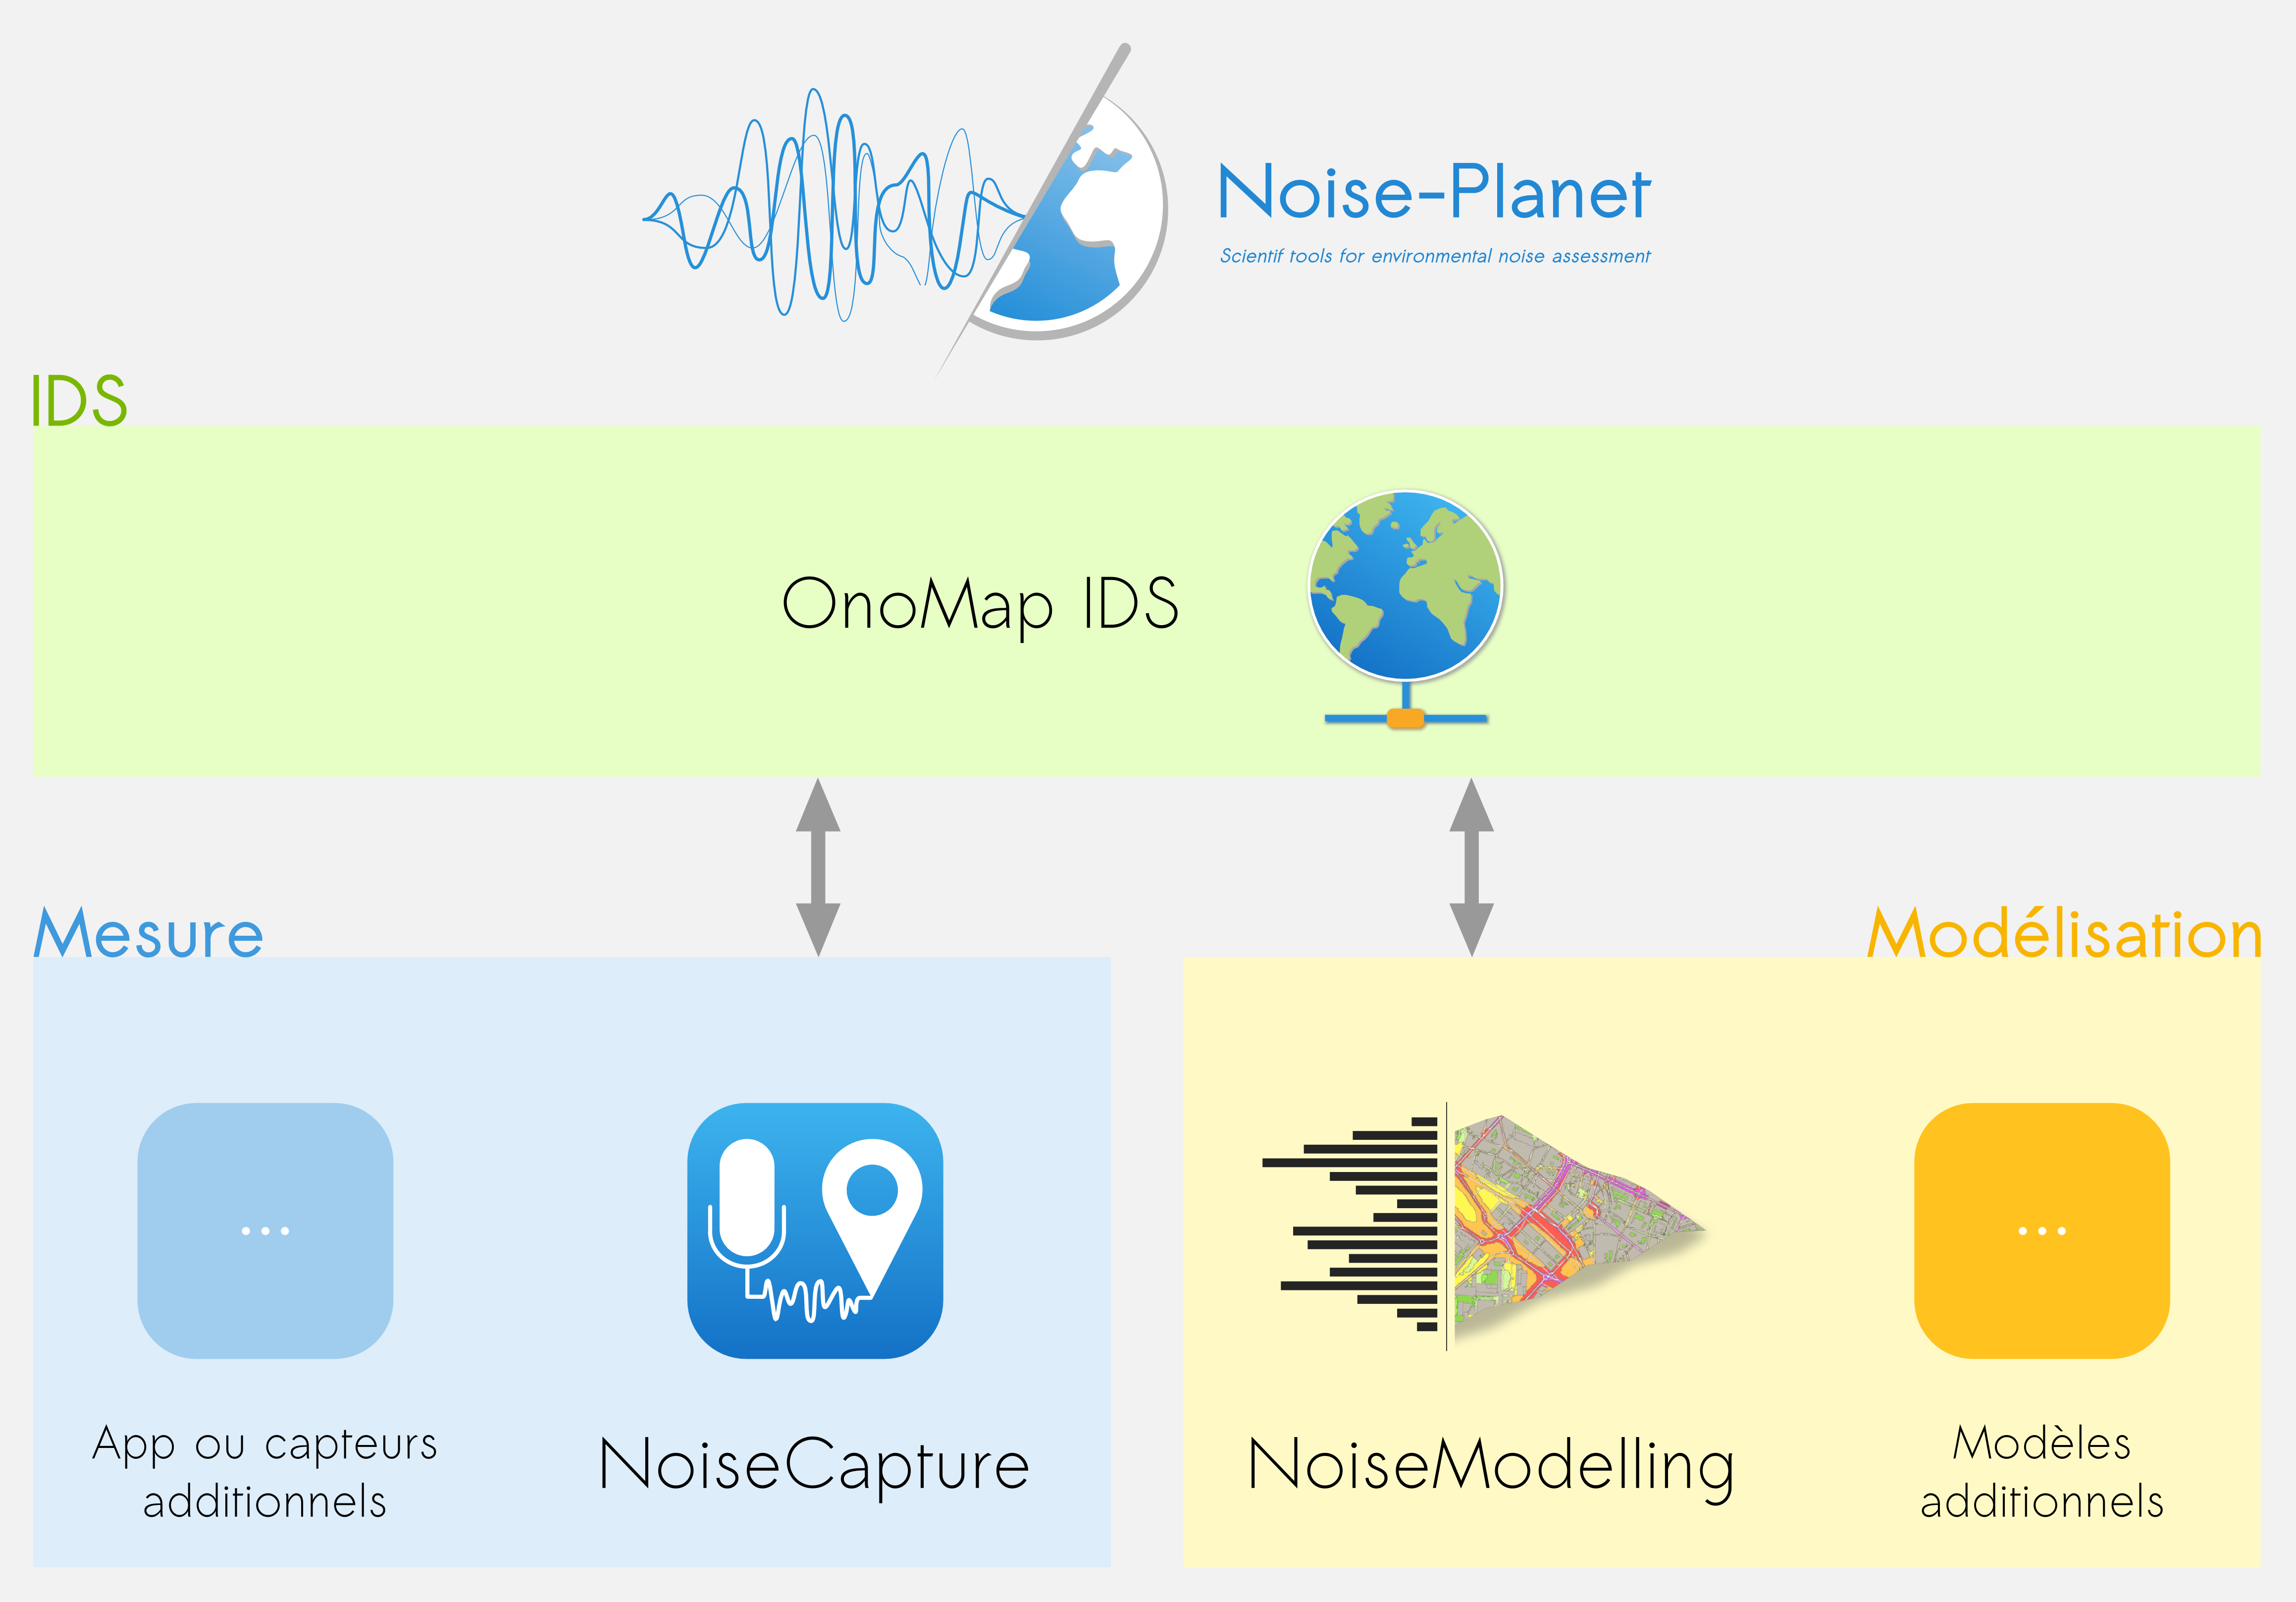 Noise-Planet
Scientif tools for environmental noise assessment
IDS
OnoMap IDS
Mesure
Modélisation
...
...
App ou capteurs
additionnels
NoiseCapture
NoiseModelling
Modèles
additionnels